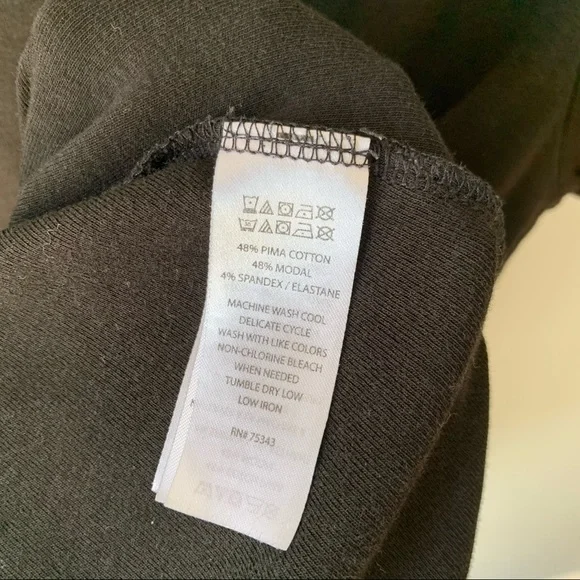 48% PIMA COTTON
48% MODAL
4% SPANDEX / ELASTANE
MACHINE WASH COOL
DELICATE CYCLE
WASH WITH LIKE COLORS
NON-CHLORINE BLEACH
WHEN NEEDED
TUMBLE DRY LOW
LOW IRON
RN# 75343